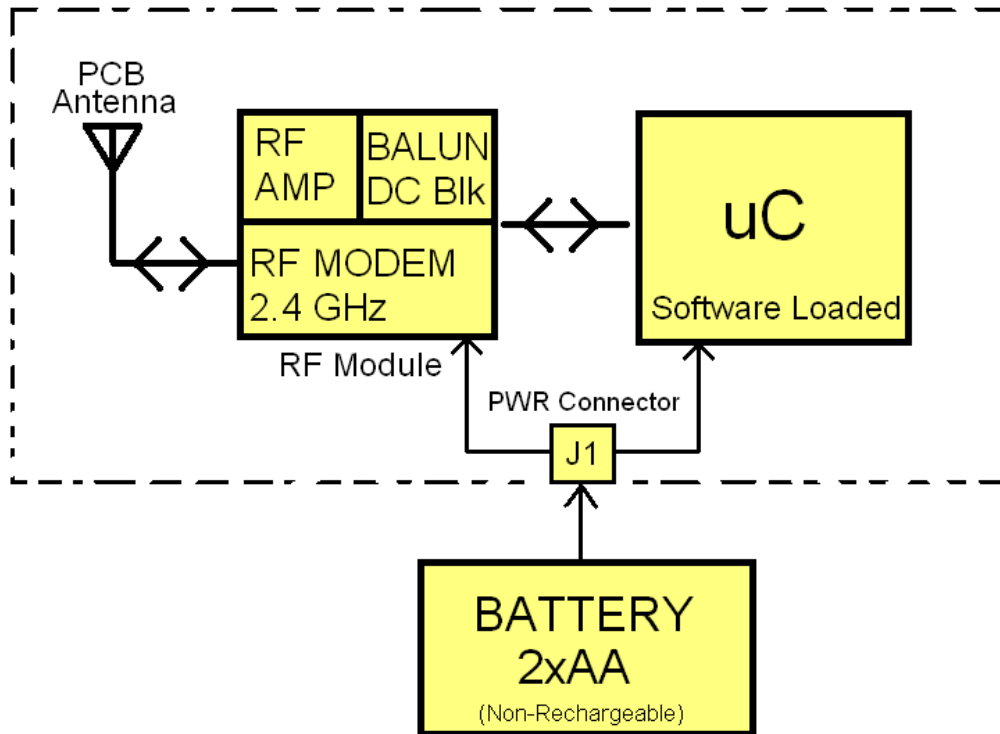 PCB
Antenna
RF
AMP
BALUN
DC Blk
RF MODEM
2.4 GHz
RF Module
uC
Software Loaded
PWR Connector
J1
BATTERY
2xAA
(Non-Rechargeable)